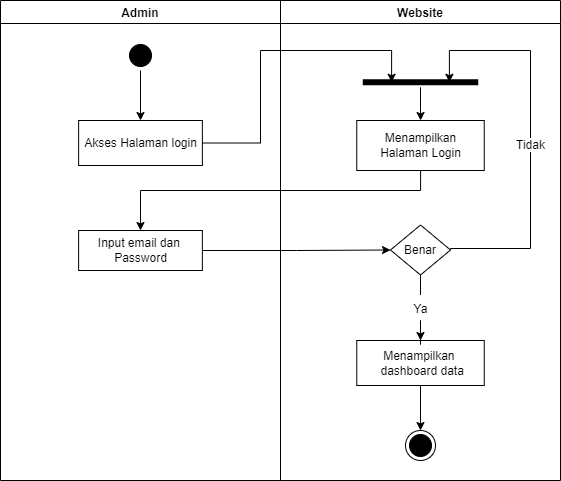 Admin
Website
Akses Halaman login
Menampilkan
Halaman Login
Tidak
Input email dan
Password
Benar
Ya
Menampilkan
dashboard data